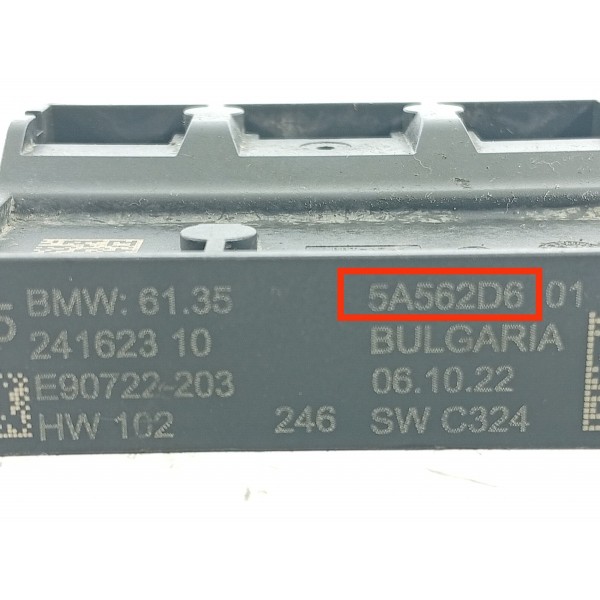 BMW: 61.35 5A562D6 01
241623 10 BULGARIA
E90722-203 06.10.22
HW 102 246 SW C324